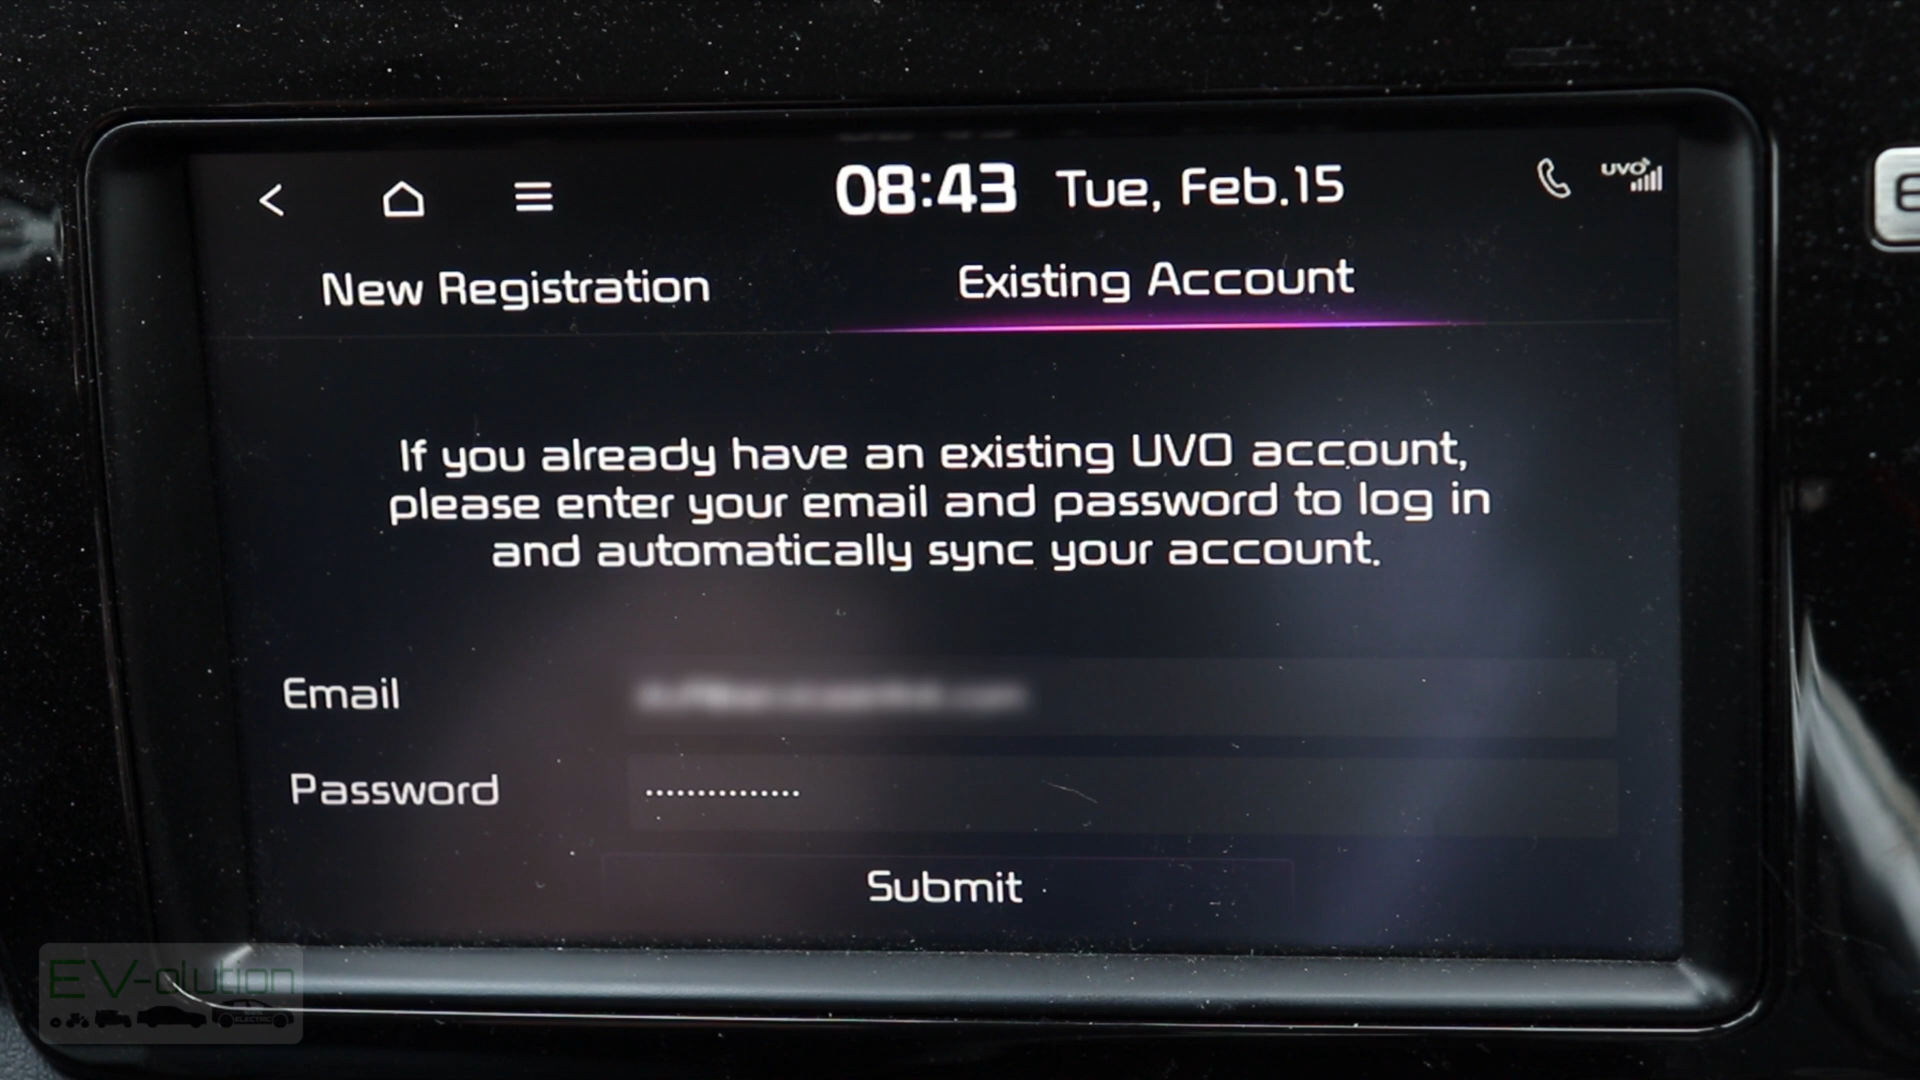 08:43 Tue, Feb.15
UVO
New Registration
Existing Account
If you already have an existing UVO account,
please enter your email and password to log in
and automatically sync your account.
Email
Password ...............
Submit
EV-olution